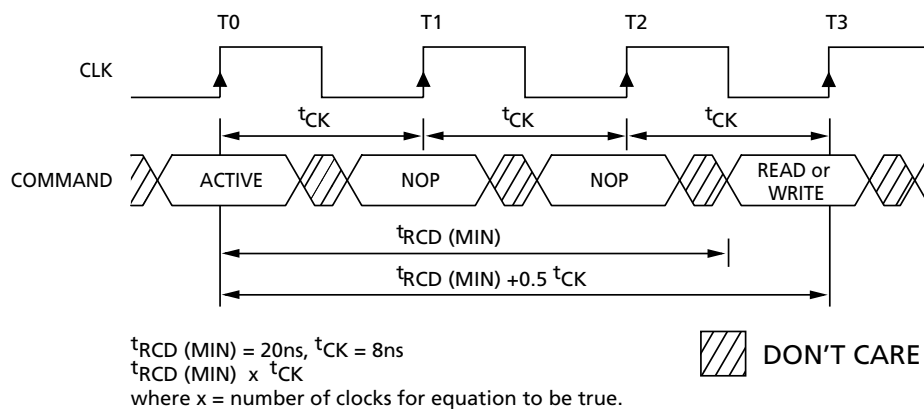 T0 T1 T2 T3
CLK
tCK tCK tCK
COMMAND ACTIVE NOP NOP READ or
WRITE
tRCD (MIN)
tRCD (MIN) +0.5 tCK
tRCD (MIN) = 20ns, tCK = 8ns
tRCD (MIN) x tCK
where x = number of clocks for equation to be true.
DON'T CARE